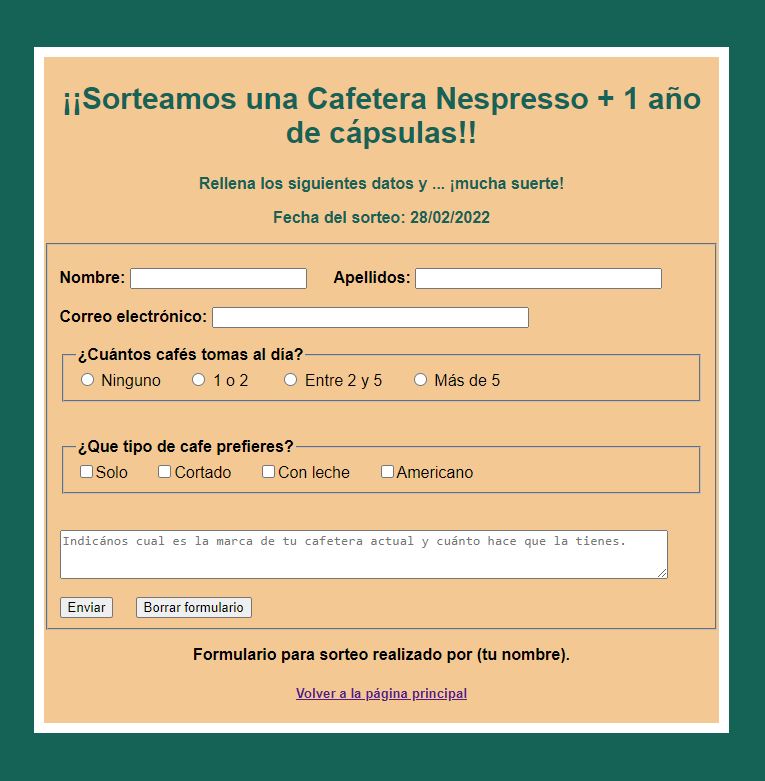 ¡¡Sorteamos una Cafetera Nespresso + 1 año
de cápsulas!!
Rellena los siguientes datos y ... ¡mucha suerte!
Fecha del sorteo: 28/02/2022
Nombre: Apellidos:
Correo electrónico:
¿Cuántos cafés tomas al día?
Ninguno 1 o 2 Entre 2 y 5 Más de 5
¿Que tipo de cafe prefieres?
Solo Cortado Con leche Americano
Indicános cual es la marca de tu cafetera actual y cuánto hace que la tienes.
Enviar Borrar formulario
Formulario para sorteo realizado por (tu nombre).
Volver a la página principal